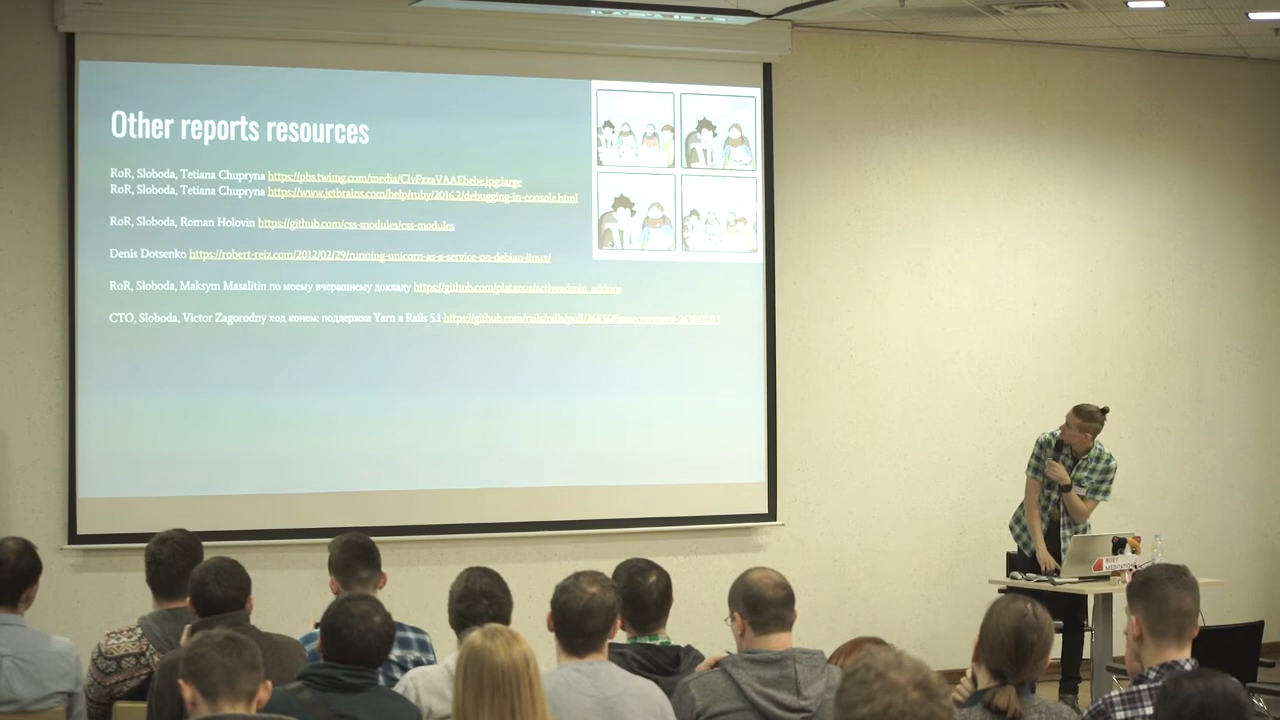 Other reports resources
RoR, Sloboda, Tetiana Chupryna https://pbs.twimg.com/media/ClvFzzaVAAEbebe.jpg:large
RoR, Sloboda, Tetiana Chupryna https://www.jetbrains.com/help/ruby/2016.2/debugging-in-console.html
RoR, Sloboda, Roman Holovin https://github.com/css-modules/css-modules
Denis Dotsenko https://robert-reiz.com/2012/02/29/running-unicorn-as-a-service-on-debian-linux/
RoR, Sloboda, Maksym Masalitin по моему вчерашнему докладу https://github.com/platanus/activeadmin_addons
CTO, Sloboda, Victor Zagorodny ход конем: поддержка Yarn в Rails 5.1
RUBY
MEDITATION